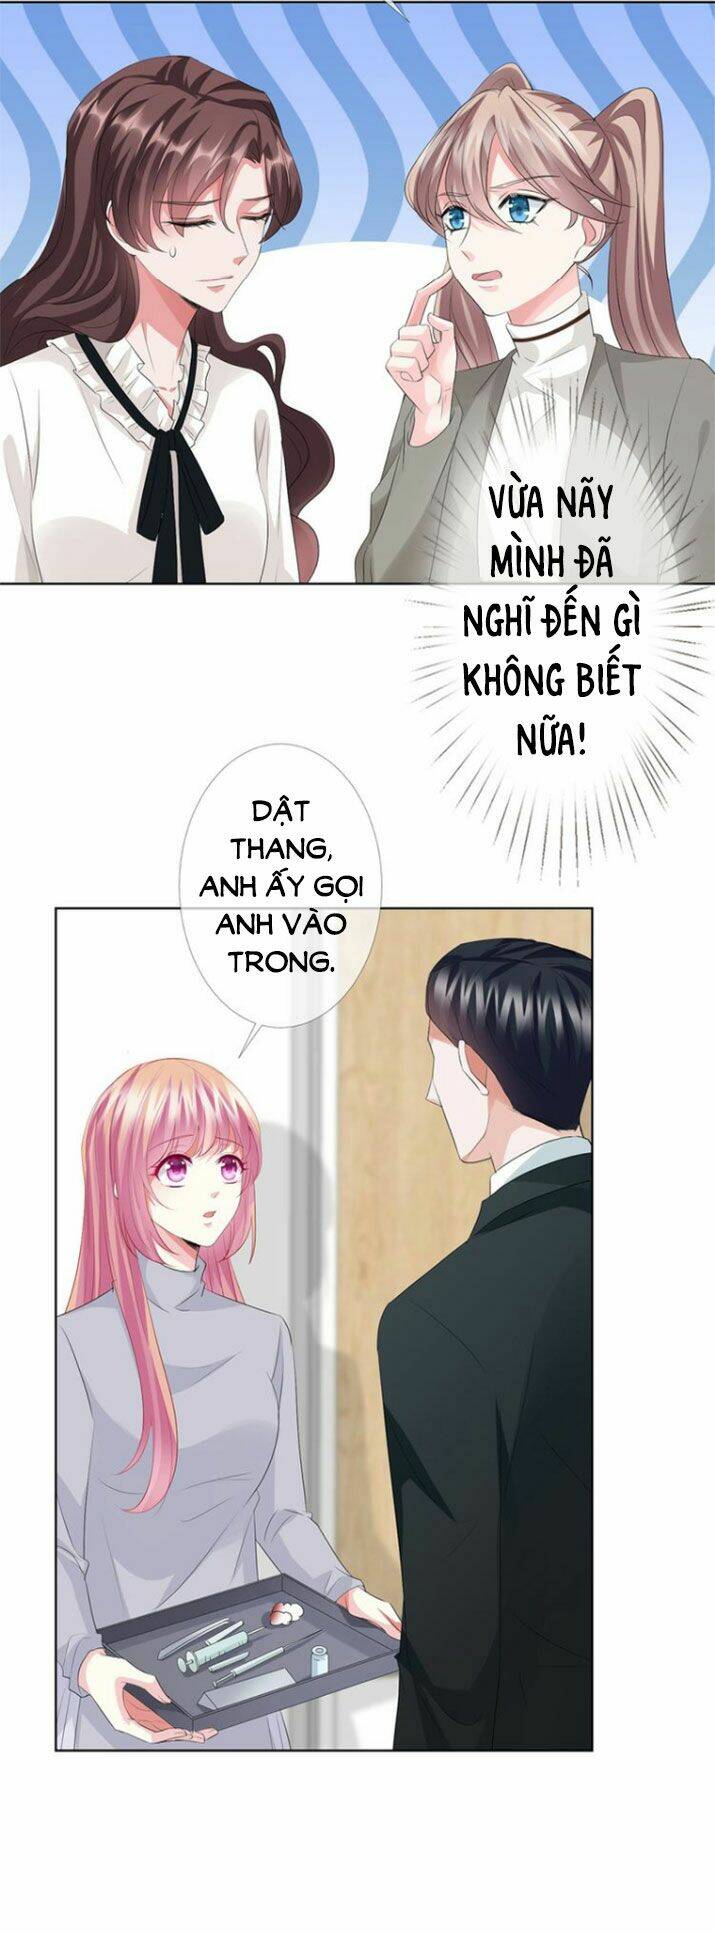 VỪA NÃY
MÌNH ĐÃ
NGHĨ ĐẾN GÌ
KHÔNG BIẾT
NỮA!
DẬT
THANG,
ANH ẤY GỌI
ANH VÀO
TRONG.